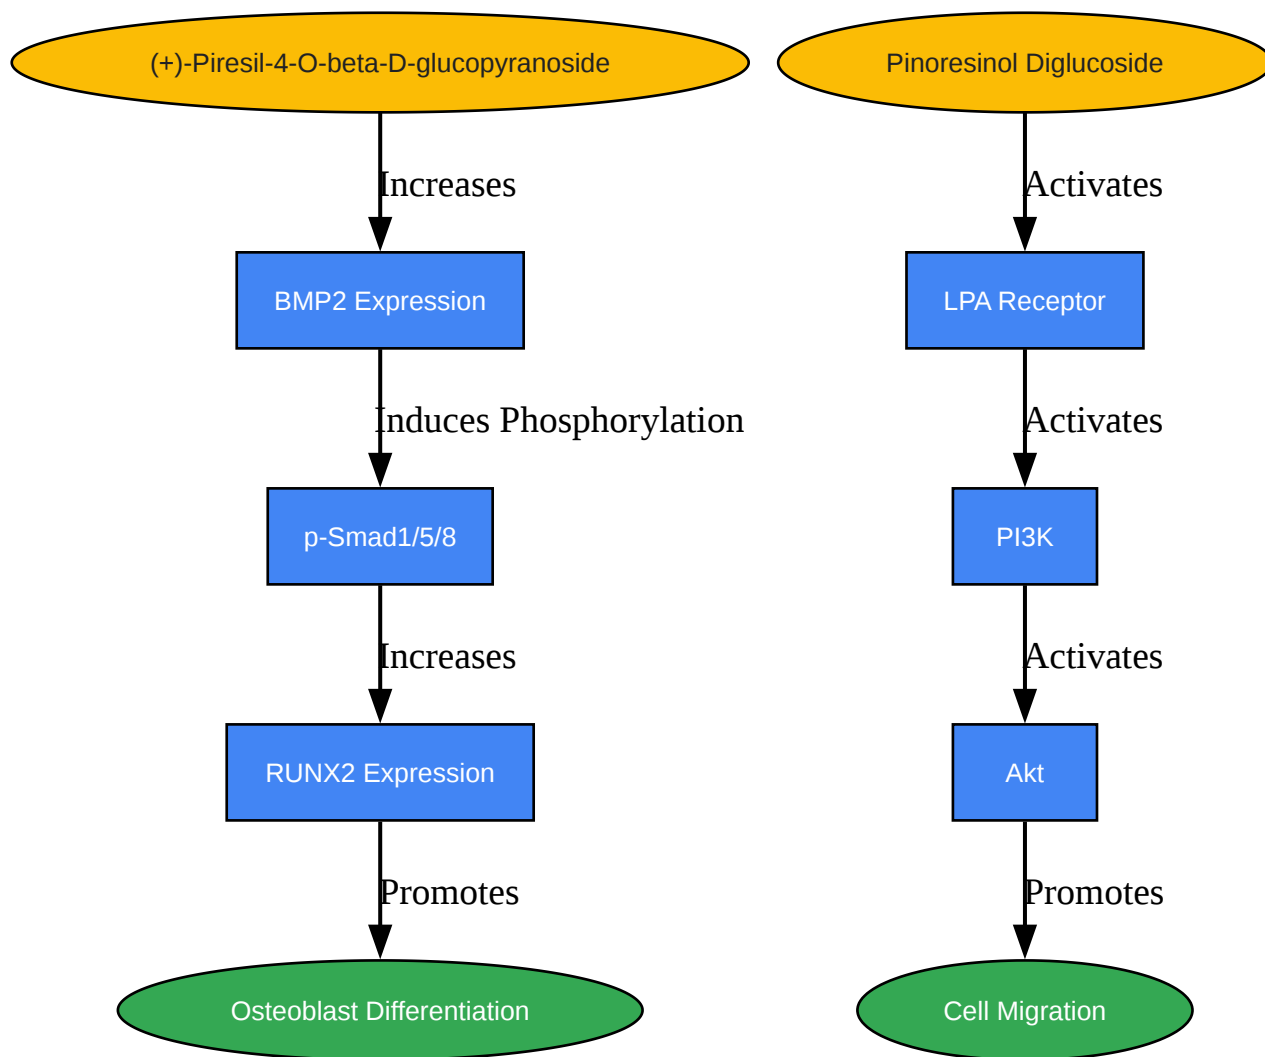 (+)-Piresil-4-O-beta-D-glucopyranoside
Increases
BMP2 Expression
Induces Phosphorylation
p-Smad1/5/8
Increases
RUNX2 Expression
Promotes
Osteoblast Differentiation
Pinoresinol Diglucoside
Activates
LPA Receptor
Activates
PI3K
Activates
Akt
Promotes
Cell Migration